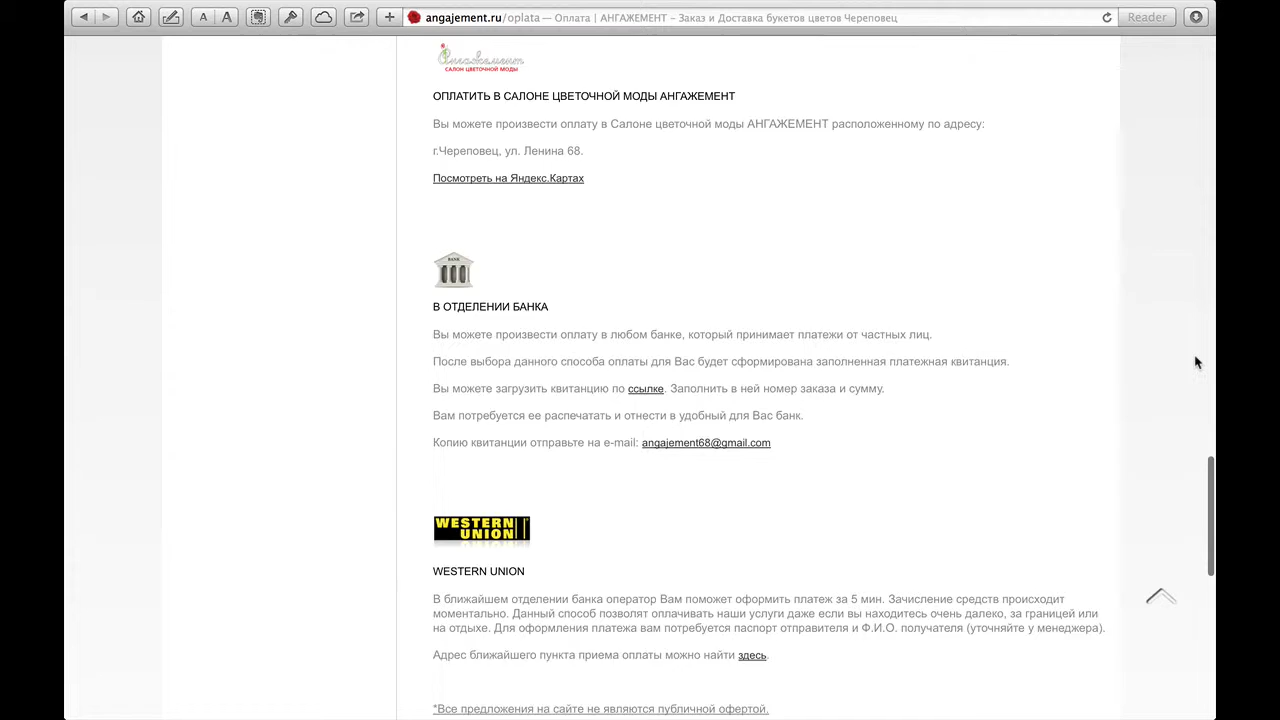 A A
angajement.ru/oplata — Оплата | АНГАЖЕМЕНТ – Заказ и Доставка букетов цветов Череповец
Reader
Ангажемент
САЛОН ЦВЕТОЧНОЙ МОДЫ
ОПЛАТИТЬ В САЛОНЕ ЦВЕТОЧНОЙ МОДЫ АНГАЖЕМЕНТ
Вы можете произвести оплату в Салоне цветочной моды АНГАЖЕМЕНТ расположенному по адресу:
г.Череповец, ул. Ленина 68.
Посмотреть на Яндекс.Картах
BANK
В ОТДЕЛЕНИИ БАНКА
Вы можете произвести оплату в любом банке, который принимает платежи от частных лиц.
После выбора данного способа оплаты для Вас будет сформирована заполненная платежная квитанция.
Вы можете загрузить квитанцию по ссылке. Заполнить в ней номер заказа и сумму.
Вам потребуется ее распечатать и отнести в удобный для Вас банк.
Копию квитанции отправьте на e-mail: angajement68@gmail.com
WESTERN
UNION
WESTERN UNION
В ближайшем отделении банка оператор Вам поможет оформить платеж за 5 мин. Зачисление средств происходит
моментально. Данный способ позволят оплачивать наши услуги даже если вы находитесь очень далеко, за границей или
на отдыхе. Для оформления платежа вам потребуется паспорт отправителя и Ф.И.О. получателя (уточняйте у менеджера).
Адрес ближайшего пункта приема оплаты можно найти здесь.
*Все предложения на сайте не являются публичной офертой.